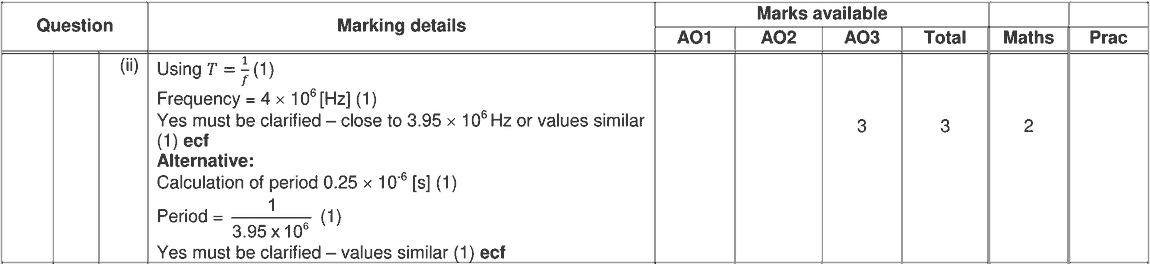 Question Marking details Marks available
AO1 AO2 AO3 Total Maths Prac
(ii) Using T = 1/f (1)
Frequency = 4 × 10⁶ [Hz] (1)
Yes must be clarified – close to 3.95 × 10⁶ Hz or values similar
(1) ecf 3 3 2
Alternative:
Calculation of period 0.25 × 10⁻⁶ [s] (1)
Period = 1/(3.95 x 10⁶) (1)
Yes must be clarified – values similar (1) ecf